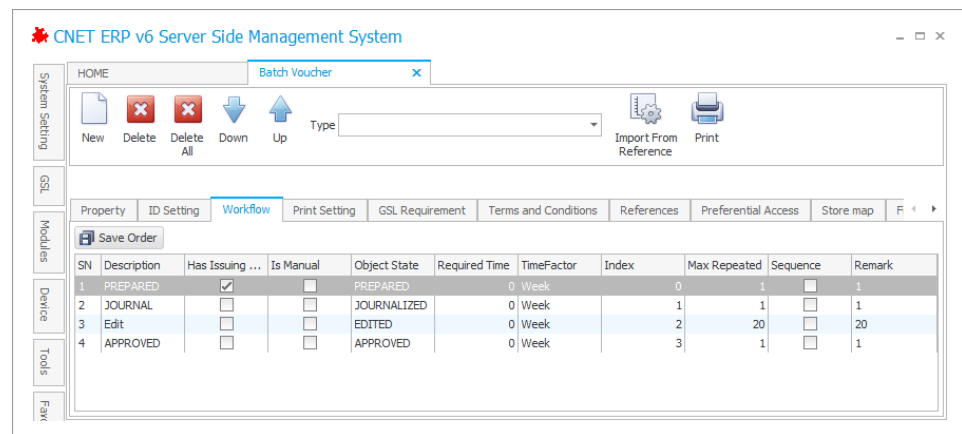 CNET ERP v6 Server Side Management System
System Setting
GSL
Modules
Device
Tools
HOME Batch Voucher
New Delete Delete All Down Up Type Import From Reference Print
Property ID Setting Workflow Print Setting GSL Requirement Terms and Conditions References Preferential Access Store map
Save Order
SN Description Has Issuing ... Is Manual Object State Required Time TimeFactor Index Max Repeated Sequence Remark
1 PREPARED PREPARED 0 Week 0 1 1
2 JOURNAL JOURNALIZED 0 Week 1 1 1
3 Edit EDITED 0 Week 2 20 20
4 APPROVED APPROVED 0 Week 3 1 1